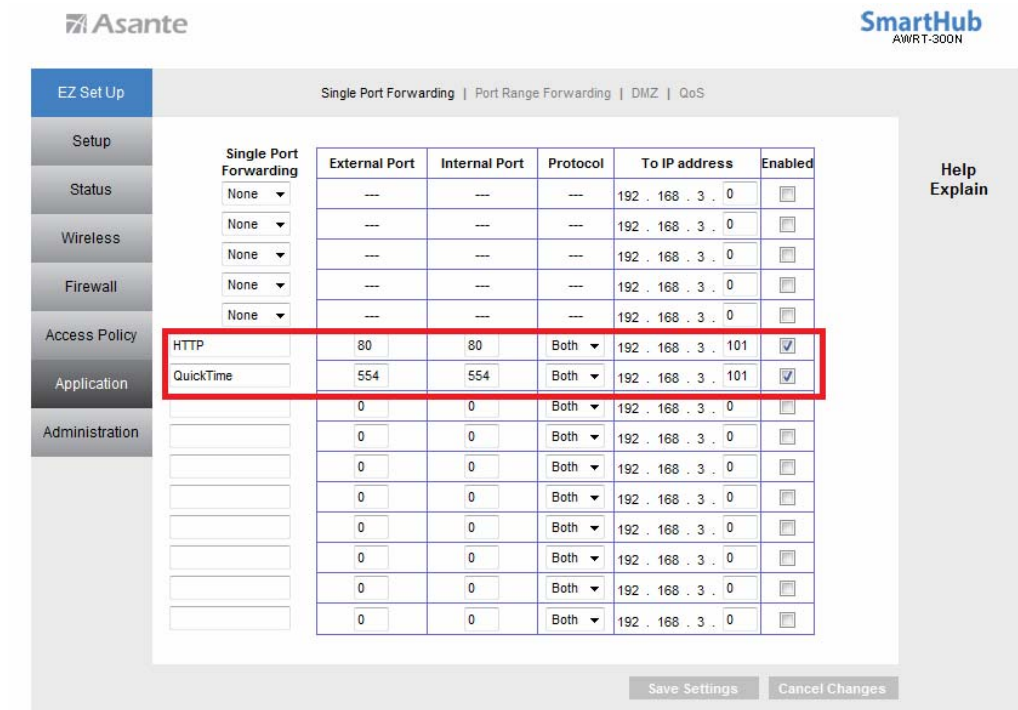 Asante
SmartHub
AWRT-300N
EZ Set Up
Single Port Forwarding | Port Range Forwarding | DMZ | QoS
Setup
Status
Wireless
Firewall
Access Policy
Application
Administration
Single Port Forwarding External Port Internal Port Protocol To IP address Enabled
None --- --- --- 192 . 168 . 3 . 0
None --- --- --- 192 . 168 . 3 . 0
None --- --- --- 192 . 168 . 3 . 0
None --- --- --- 192 . 168 . 3 . 0
None --- --- --- 192 . 168 . 3 . 0
HTTP 80 80 Both 192 . 168 . 3 . 101
QuickTime 554 554 Both 192 . 168 . 3 . 101
0 0 Both 192 . 168 . 3 . 0
0 0 Both 192 . 168 . 3 . 0
0 0 Both 192 . 168 . 3 . 0
0 0 Both 192 . 168 . 3 . 0
0 0 Both 192 . 168 . 3 . 0
0 0 Both 192 . 168 . 3 . 0
0 0 Both 192 . 168 . 3 . 0
0 0 Both 192 . 168 . 3 . 0
Help
Explain
Save Settings Cancel Changes